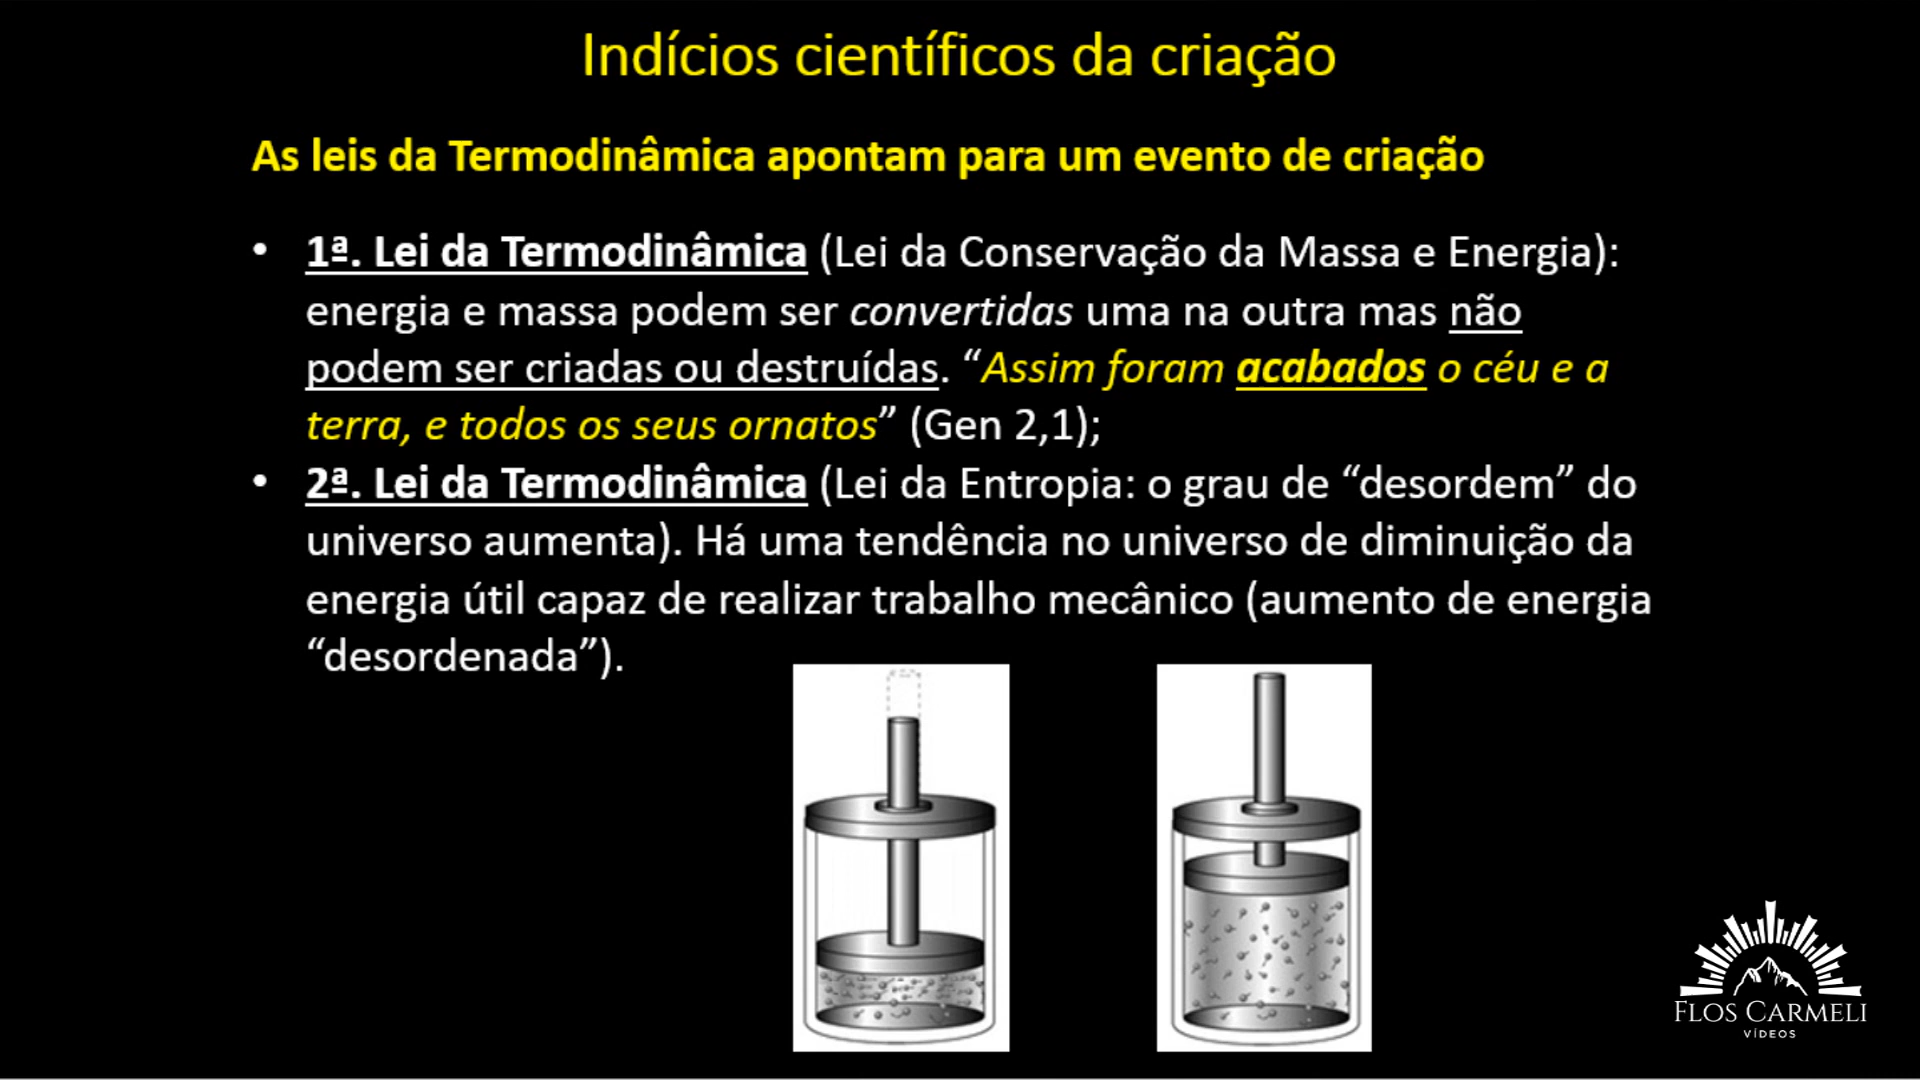 Indícios científicos da criação
As leis da Termodinâmica apontam para um evento de criação
• 1ª. Lei da Termodinâmica (Lei da Conservação da Massa e Energia):
energia e massa podem ser convertidas uma na outra mas não
podem ser criadas ou destruídas. “Assim foram acabados o céu e a
terra, e todos os seus ornatos” (Gen 2,1);
• 2ª. Lei da Termodinâmica (Lei da Entropia: o grau de “desordem” do
universo aumenta). Há uma tendência no universo de diminuição da
energia útil capaz de realizar trabalho mecânico (aumento de energia
“desordenada”).
FLOS CARMELI
VÍDEOS